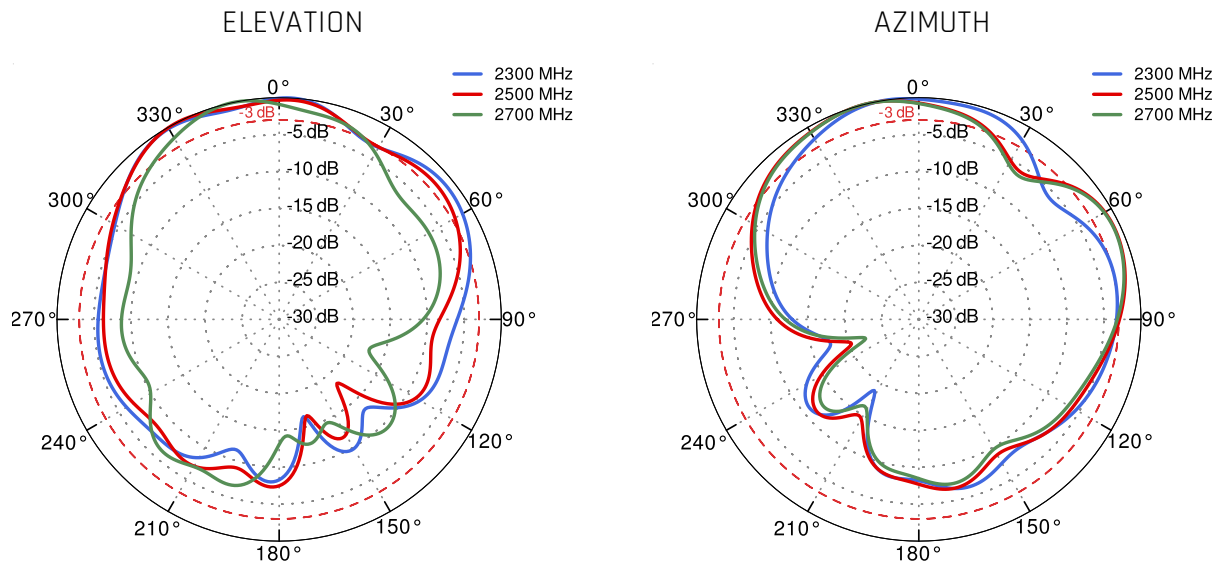 ELEVATION
2300 MHz
2500 MHz
2700 MHz
0°
30°
60°
90°
120°
150°
180°
210°
240°
270°
300°
330°
-3 dB
-5 dB
-10 dB
-15 dB
-20 dB
-25 dB
-30 dB
AZIMUTH
2300 MHz
2500 MHz
2700 MHz
0°
30°
60°
90°
120°
150°
180°
210°
240°
270°
300°
330°
-3 dB
-5 dB
-10 dB
-15 dB
-20 dB
-25 dB
-30 dB